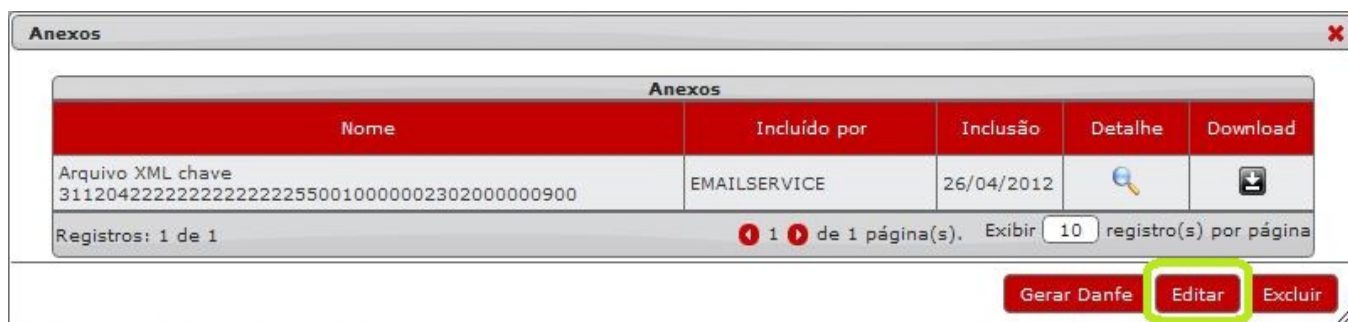 Anexos
Anexos
Nome Incluído por Inclusão Detalhe Download
Arquivo XML chave
31120422222222222222550010000002302000000900 EMAILSERVICE 26/04/2012
Registros: 1 de 1 1 de 1 página(s). Exibir 10 registro(s) por página
Gerar Danfe Editar Excluir